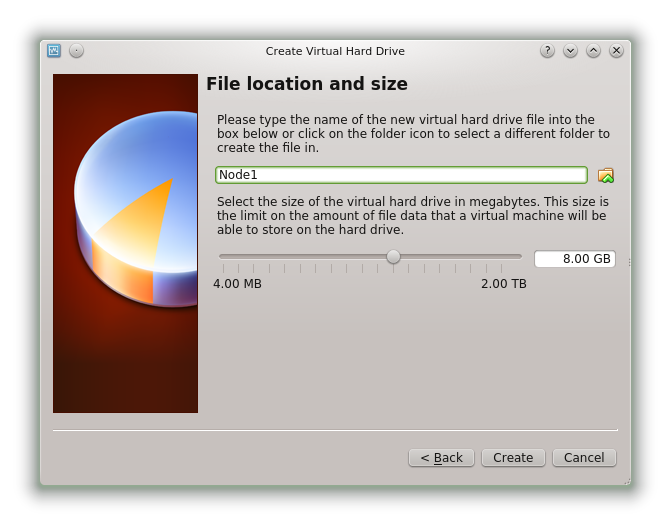 Create Virtual Hard Drive
?
File location and size
Please type the name of the new virtual hard drive file into the
box below or click on the folder icon to select a different folder to
create the file in.
Node1
Select the size of the virtual hard drive in megabytes. This size is
the limit on the amount of file data that a virtual machine will be
able to store on the hard drive.
8.00 GB
4.00 MB 2.00 TB
< Back Create Cancel